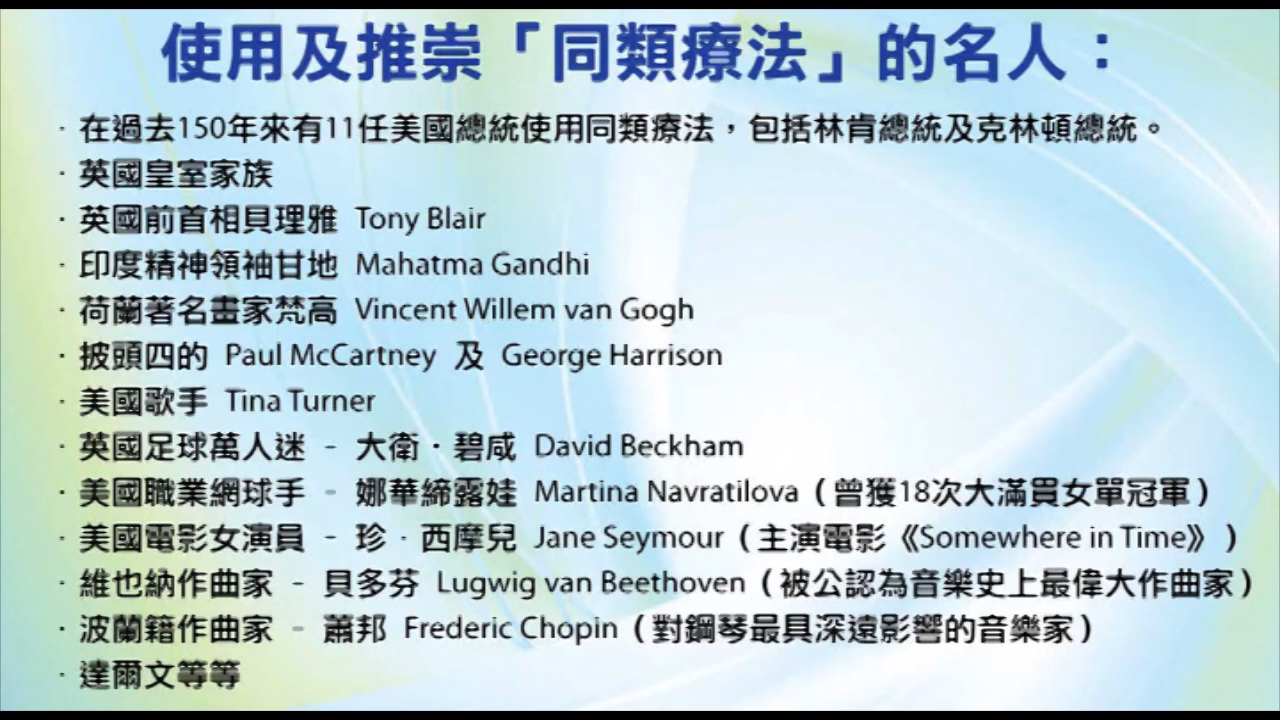 使用及推崇「同類療法」的名人：
· 在過去150年來有11任美國總統使用同類療法，包括林肯總統及克林頓總統。
· 英國皇室家族
· 英國前首相貝理雅 Tony Blair
· 印度精神領袖甘地 Mahatma Gandhi
· 荷蘭著名畫家梵高 Vincent Willem van Gogh
· 披頭四的 Paul McCartney 及 George Harrison
· 美國歌手 Tina Turner
· 英國足球萬人迷 - 大衛·碧咸 David Beckham
· 美國職業網球手 - 娜華締露娃 Martina Navratilova（曾獲18次大滿貫女單冠軍）
· 美國電影女演員 - 珍·西摩兒 Jane Seymour（主演電影《Somewhere in Time》）
· 維也納作曲家 - 貝多芬 Lugwig van Beethoven（被公認為音樂史上最偉大作曲家）
· 波蘭籍作曲家 - 蕭邦 Frederic Chopin（對鋼琴最具深遠影響的音樂家）
· 達爾文等等